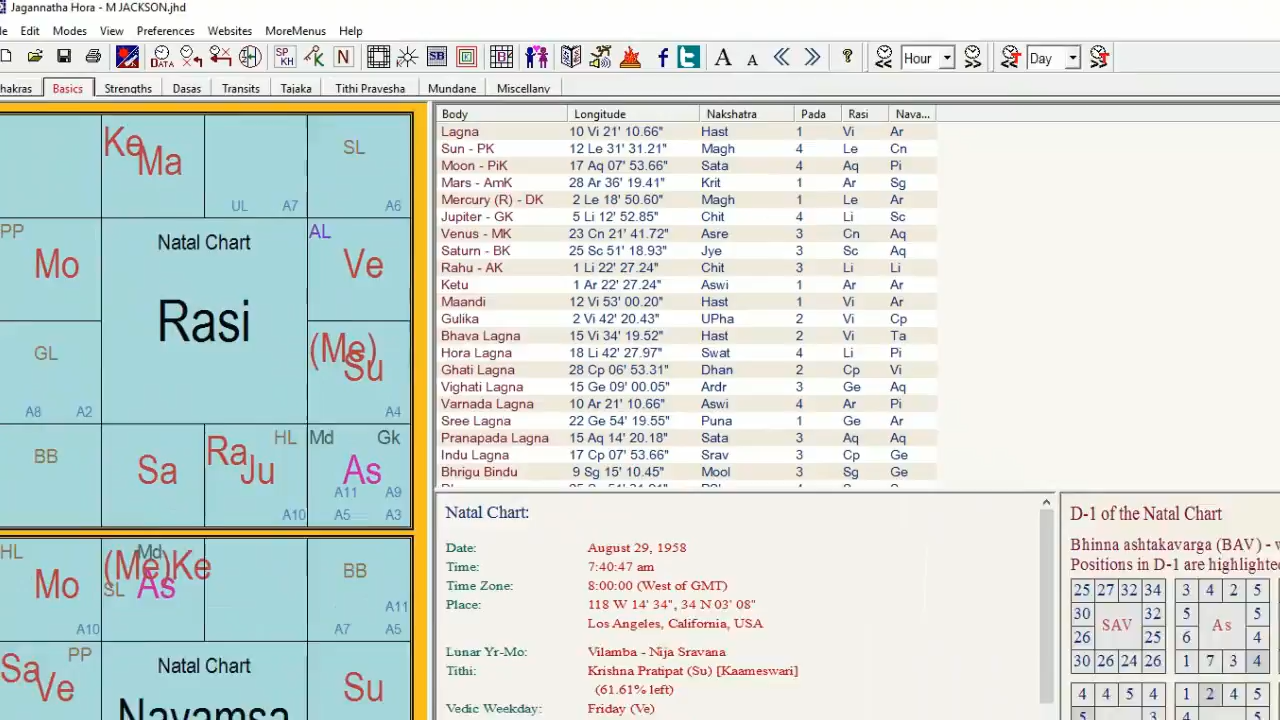 Jagannatha Hora - M JACKSON.jhd
Edit Modes View Preferences Websites MoreMenus Help
DATA SP KH N SB D f t A A ? Hour Day
hakras Basics Strengths Dasas Transits Tajaka Tithi Pravesha Mundane Miscellany
Ke Ma UL A7 SL A6
PP Mo AL Ve
Natal Chart
Rasi
GL A8 A2 (Me) Su A4
BB Sa Ra HL Ju A10 Md Gk As A11 A9 A5 A3
HL Mo A10 (Me) Md Ke SL As BB A11 A7 A5
Sa PP Ve Natal Chart Su
Navamsa
Body Longitude Nakshatra Pada Rasi Nava...
Lagna 10 Vi 21' 10.66" Hast 1 Vi Ar
Sun - PK 12 Le 31' 31.21" Magh 4 Le Cn
Moon - PiK 17 Aq 07' 53.66" Sata 4 Aq Pi
Mars - AmK 28 Ar 36' 19.41" Krit 1 Ar Sg
Mercury (R) - DK 2 Le 18' 50.60" Magh 1 Le Ar
Jupiter - GK 5 Li 12' 52.85" Chit 4 Li Sc
Venus - MK 23 Cn 21' 41.72" Asre 3 Cn Aq
Saturn - BK 25 Sc 51' 18.93" Jye 3 Sc Aq
Rahu - AK 1 Li 22' 27.24" Chit 3 Li Li
Ketu 1 Ar 22' 27.24" Aswi 1 Ar Ar
Maandi 12 Vi 53' 00.20" Hast 1 Vi Ar
Gulika 2 Vi 42' 20.43" UPha 2 Vi Cp
Bhava Lagna 15 Vi 34' 19.52" Hast 2 Vi Ta
Hora Lagna 18 Li 42' 27.97" Swat 4 Li Pi
Ghati Lagna 28 Cp 06' 53.31" Dhan 2 Cp Vi
Vighati Lagna 15 Ge 09' 00.05" Ardr 3 Ge Aq
Varnada Lagna 10 Ar 21' 10.66" Aswi 4 Ar Pi
Sree Lagna 22 Ge 54' 19.55" Puna 1 Ge Ar
Pranapada Lagna 15 Aq 14' 20.18" Sata 3 Aq Aq
Indu Lagna 17 Cp 07' 53.66" Srav 3 Cp Ge
Bhrigu Bindu 9 Sg 15' 10.45" Mool 3 Sg Ge
Natal Chart:
Date: August 29, 1958
Time: 7:40:47 am
Time Zone: 8:00:00 (West of GMT)
Place: 118 W 14' 34", 34 N 03' 08"
Los Angeles, California, USA
Lunar Yr-Mo: Vilamba - Nija Sravana
Tithi: Krishna Pratipat (Su) [Kaameswari]
(61.61% left)
Vedic Weekday: Friday (Ve)
D-1 of the Natal Chart
Bhinna ashtakavarga (BAV) -
Positions in D-1 are highlighted
25 27 32 34 3 4 2 5
30 SAV 32 5 As 5
26 25 6 4
30 26 24 26 1 7 3 4
4 4 5 4 1 2 4 5